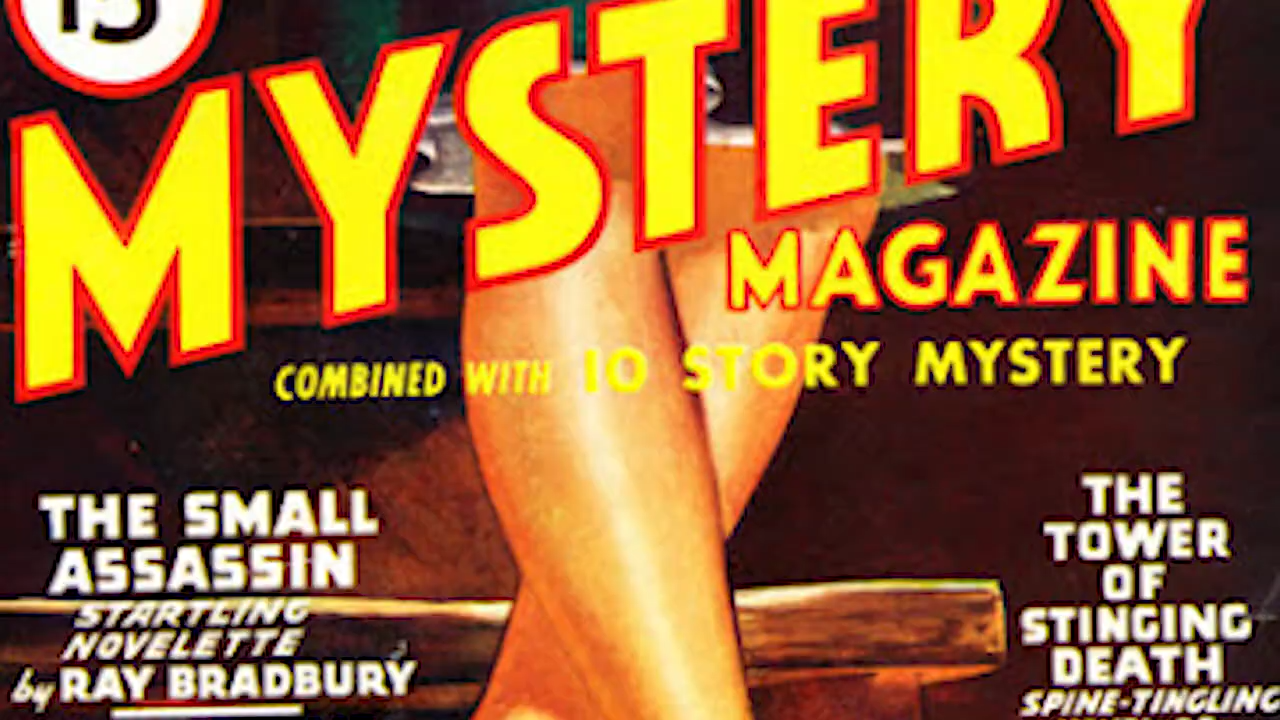 15
MYSTERY
MAGAZINE
COMBINED WITH 10 STORY MYSTERY
THE SMALL
ASSASSIN
STARTLING
NOVELETTE
by RAY BRADBURY
THE
TOWER
OF
STINGING
DEATH
SPINE-TINGLING